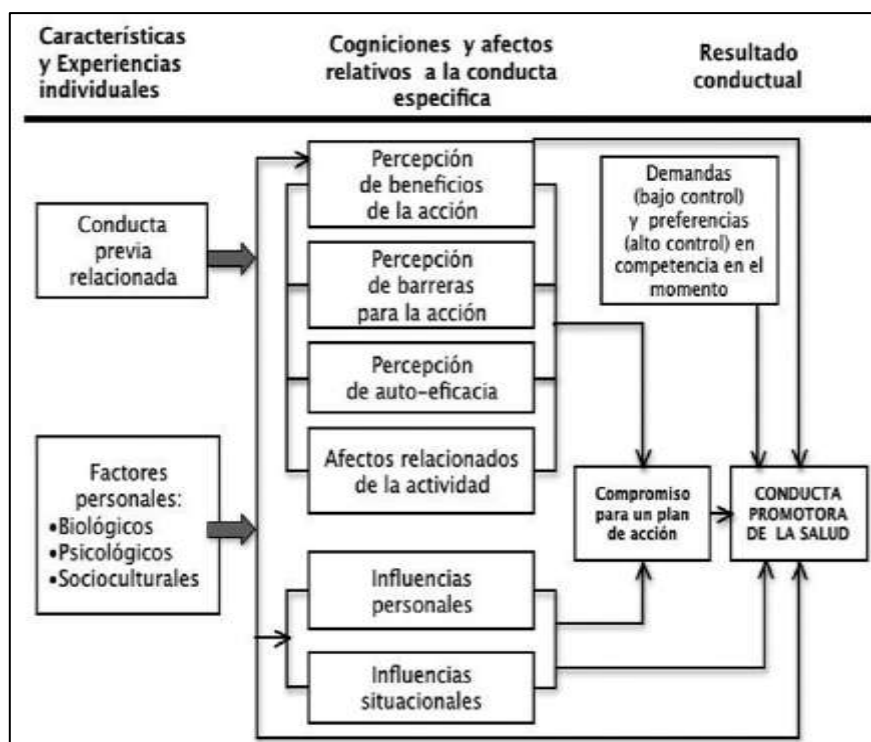 Características
y Experiencias
individuales
Cogniciones y afectos
relativos a la conducta
especifica
Resultado
conductual
Conducta
previa
relacionada
Factores
personales:
•Biológicos
•Psicológicos
•Socioculturales
Percepción
de beneficios
de la acción
Percepción
de barreras
para la acción
Percepción
de auto-eficacia
Afectos relacionados
de la actividad
Influencias
personales
Influencias
situacionales
Demandas
(bajo control)
y preferencias
(alto control) en
competencia en el
momento
Compromiso
para un plan
de acción
CONDUCTA
PROMOTORA
DE LA SALUD